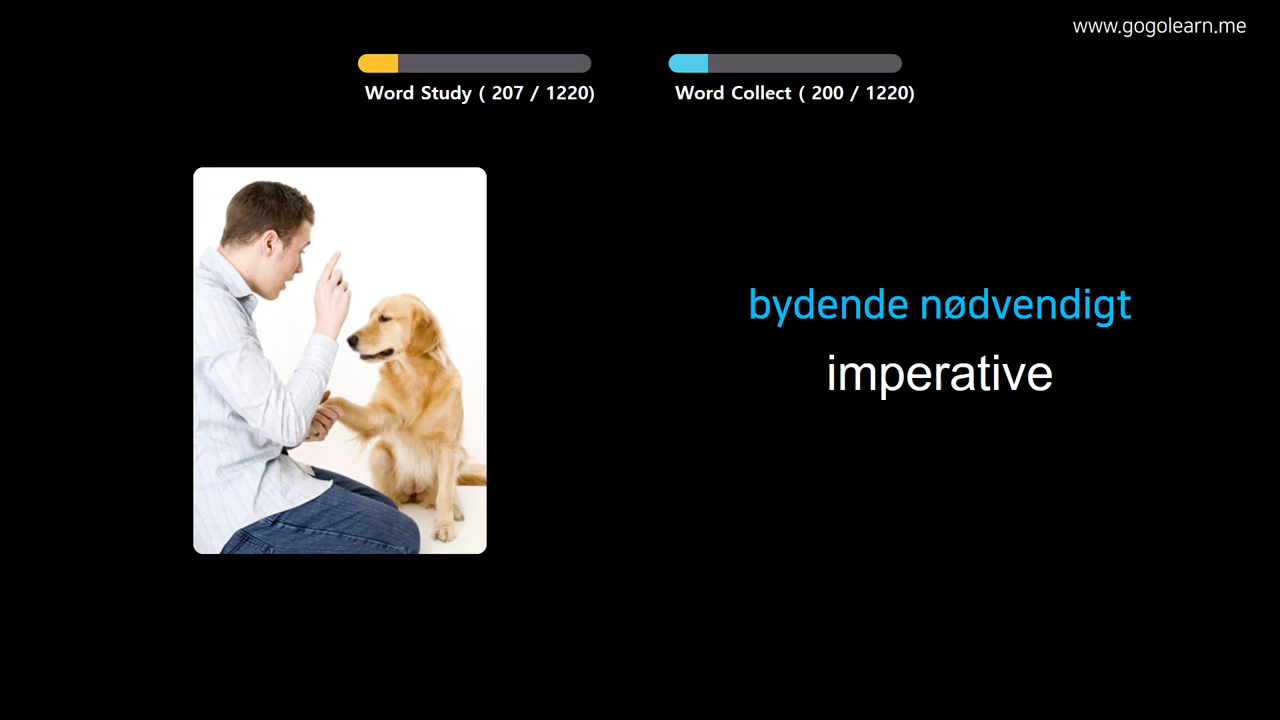 www.gogolearn.me
Word Study ( 207 / 1220)
Word Collect ( 200 / 1220)
bydende nødvendigt
imperative